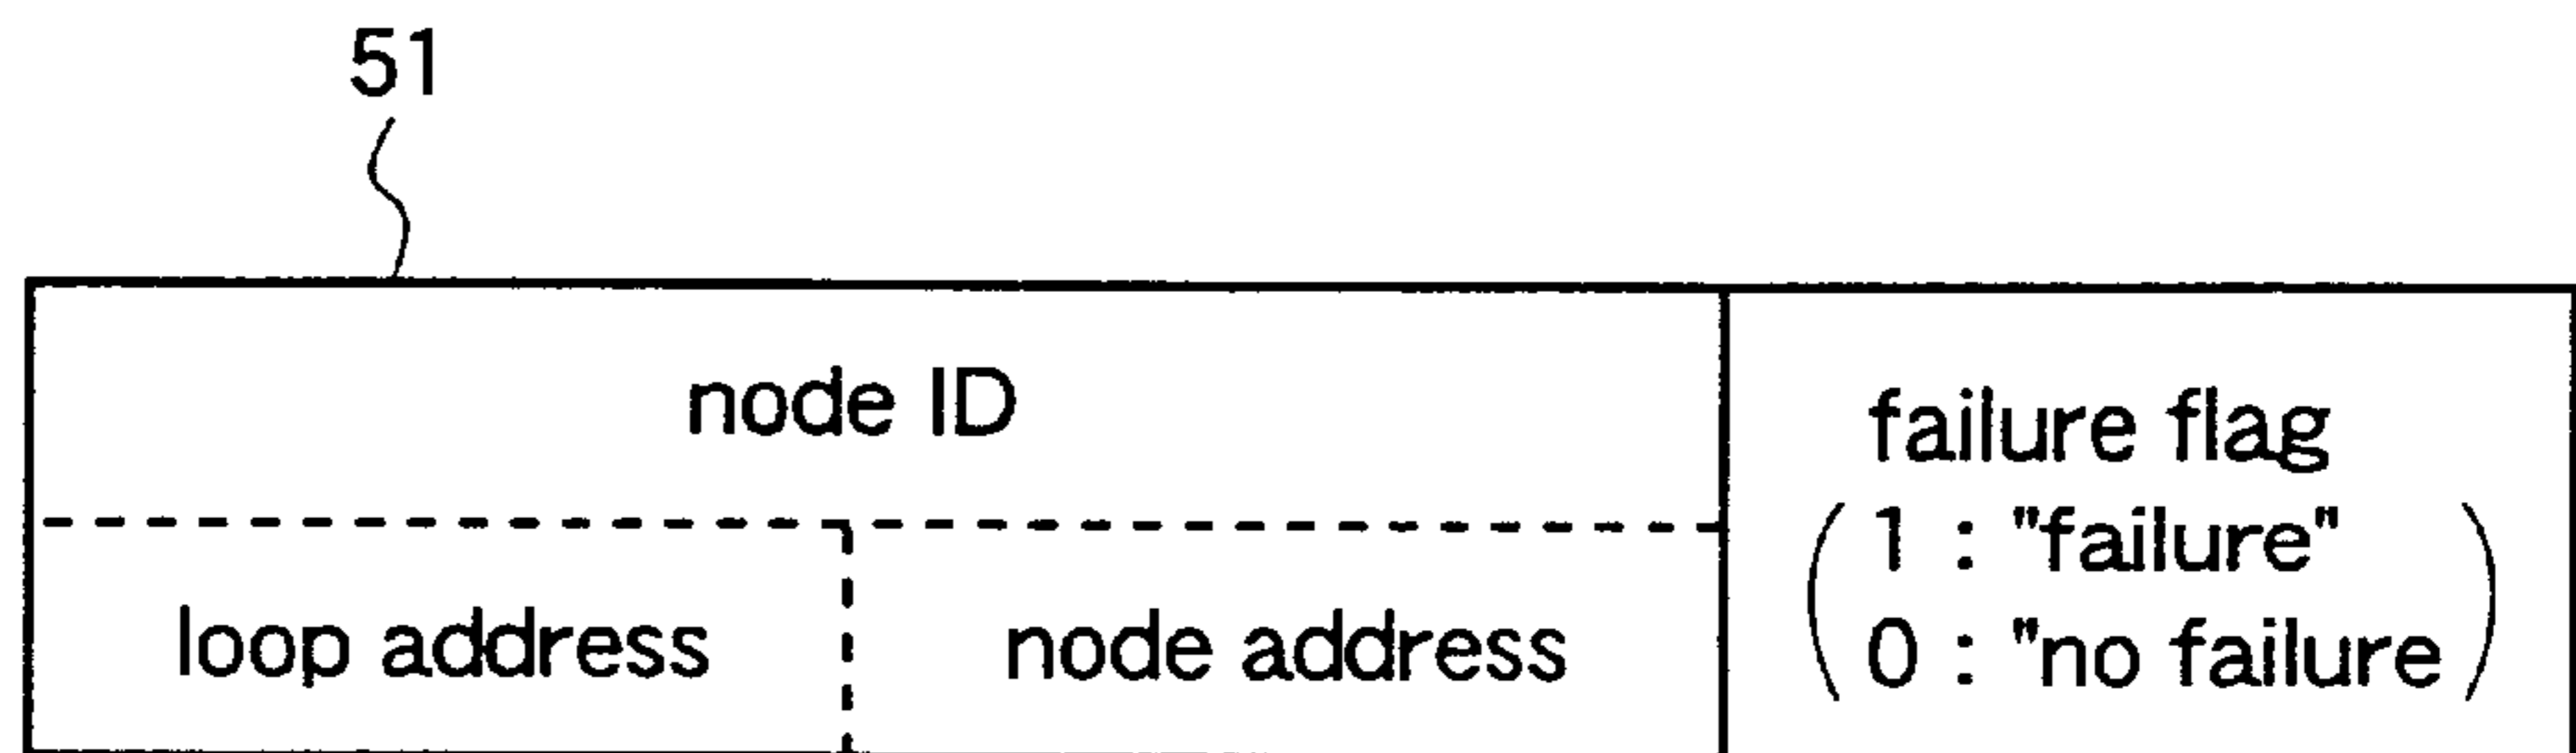 51
node ID
failure flag
1 : "failure"
0 : "no failure
loop address
node address